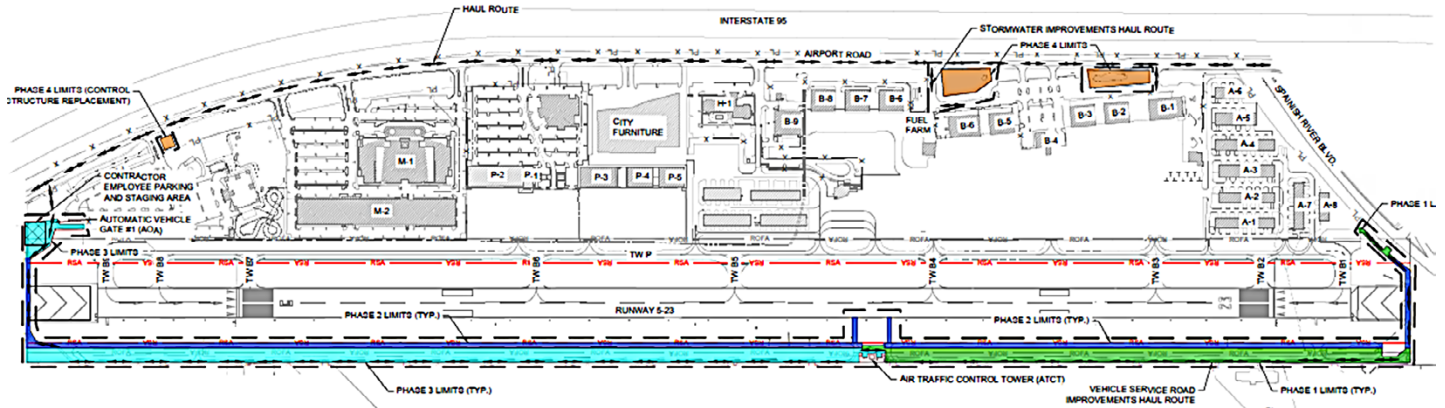 HAUL ROUTE
INTERSTATE 95
STORMWATER IMPROVEMENTS HAUL ROUTE
PHASE 4 LIMITS
AIRPORT ROAD
PHASE 4 LIMITS (CONTROL
STRUCTURE REPLACEMENT)
SPAINISH RIVER BLVD.
CITY
FURNITURE
H-1
B-9
B-8
B-7
B-6
FUEL
FARM
B-6
B-5
B-4
B-3
B-2
B-1
A-6
A-5
A-4
A-3
A-2
A-1
A-7
A-8
M-1
M-2
P-2
P-1
P-3
P-4
P-5
CONTRACTOR
EMPLOYEE PARKING
AND STAGING AREA
AUTOMATIC VEHICLE
GATE #1 (AOA)
PHASE 3 LIMITS
PHASE 1 L
ROFA
RSA
TW P
TW B9
TW B8
TW B7
TW B6
TW B5
TW B4
TW B3
TW B2
TW B1
RUNWAY 5-23
23
PHASE 2 LIMITS (TYP.)
PHASE 2 LIMITS (TYP.)
RSA
ROFA
PHASE 3 LIMITS (TYP.)
AIR TRAFFIC CONTROL TOWER (ATCT)
VEHICLE SERVICE ROAD
IMPROVEMENTS HAUL ROUTE
PHASE 1 LIMITS (TYP.)